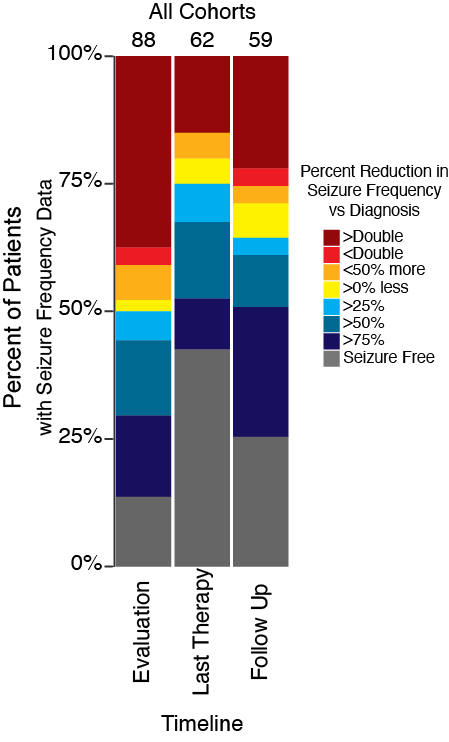 All Cohorts
88 62 59
100%
75%
50%
25%
0%
Percent of Patients
with Seizure Frequency Data
Percent Reduction in
Seizure Frequency
vs Diagnosis
>Double
<Double
<50% more
>0% less
>25%
>50%
>75%
Seizure Free
Evaluation
Last Therapy
Follow Up
Timeline